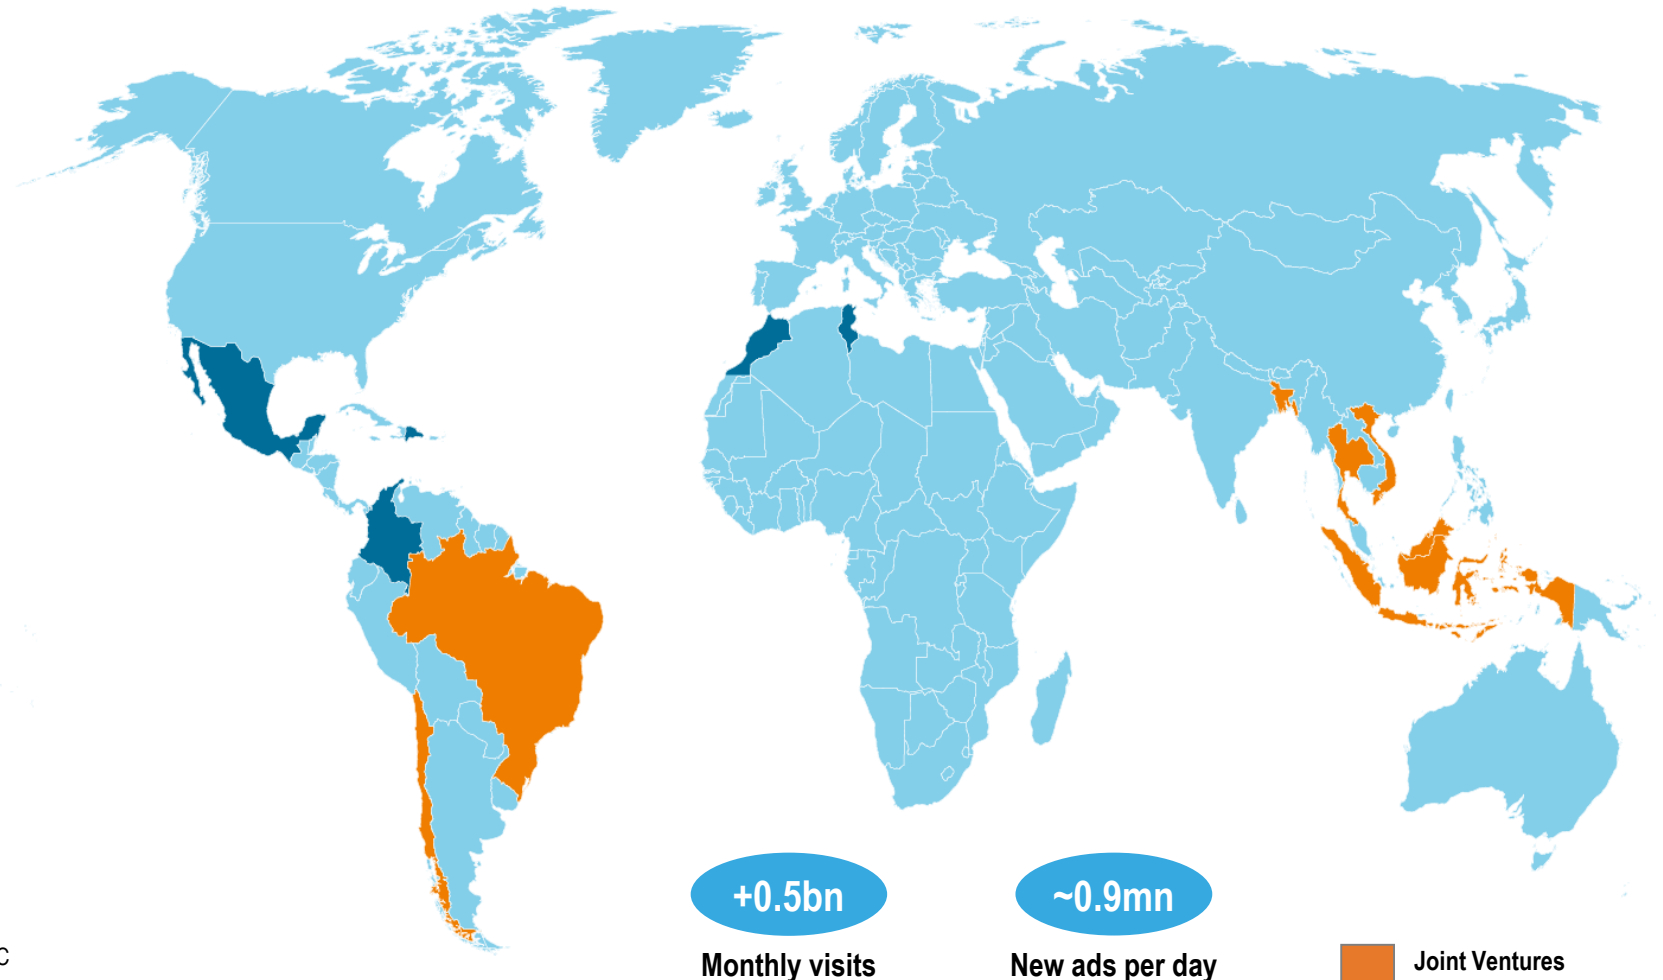 +0.5bn
~0.9mn
C
Monthly visits
New ads per day
Joint Ventures